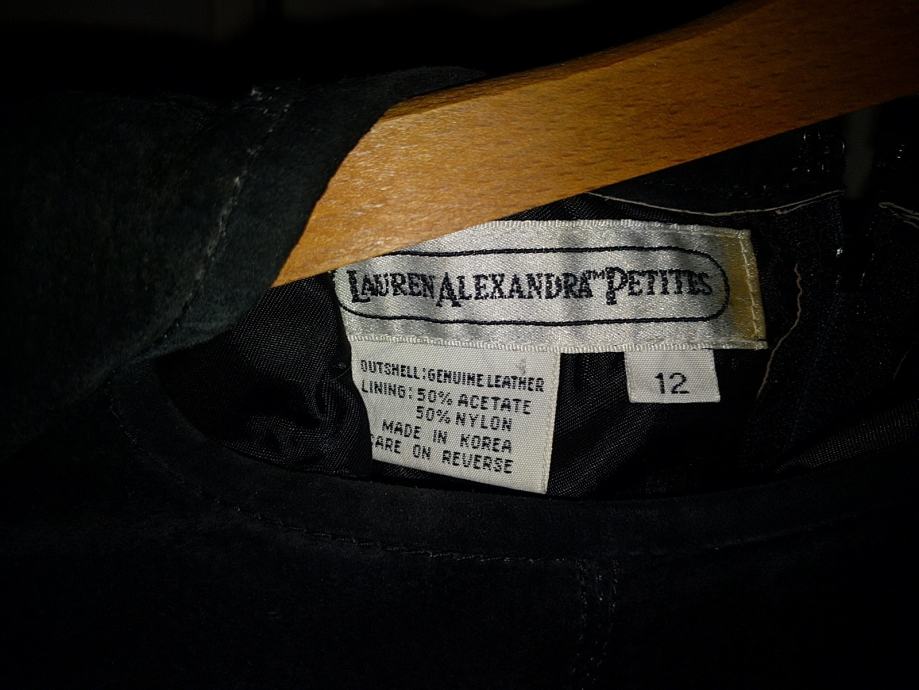 LAUREN ALEXANDRA™ PETITES
OUTSHELL: GENUINE LEATHER
LINING: 50% ACETATE
50% NYLON
MADE IN KOREA
CARE ON REVERSE
12